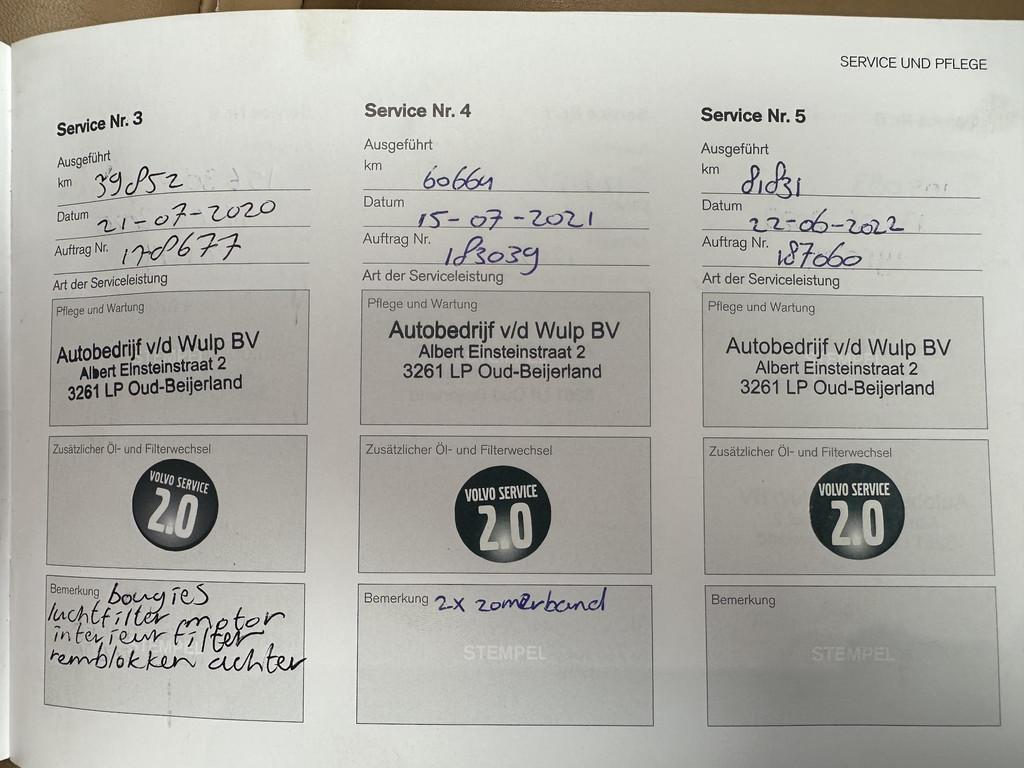 SERVICE UND PFLEGE
Service Nr. 3
Ausgeführt
km 39852
Datum 21-07-2020
Auftrag Nr. 178677
Art der Serviceleistung
Pflege und Wartung
Autobedrijf v/d Wulp BV
Albert Einsteinstraat 2
3261 LP Oud-Beijerland
Zusätzlicher Öl- und Filterwechsel
VOLVO SERVICE
2.0
Bemerkung bougies
luchtfilter motor
interieur filter
remblokken achter
Service Nr. 4
Ausgeführt
km 60664
Datum 15-07-2021
Auftrag Nr. 183039
Art der Serviceleistung
Pflege und Wartung
Autobedrijf v/d Wulp BV
Albert Einsteinstraat 2
3261 LP Oud-Beijerland
Zusätzlicher Öl- und Filterwechsel
VOLVO SERVICE
2.0
Bemerkung 2x zomerband
STEMPEL
Service Nr. 5
Ausgeführt
km 81831
Datum 22-06-2022
Auftrag Nr. 187060
Art der Serviceleistung
Pflege und Wartung
Autobedrijf v/d Wulp BV
Albert Einsteinstraat 2
3261 LP Oud-Beijerland
Zusätzlicher Öl- und Filterwechsel
VOLVO SERVICE
2.0
Bemerkung
STEMPEL